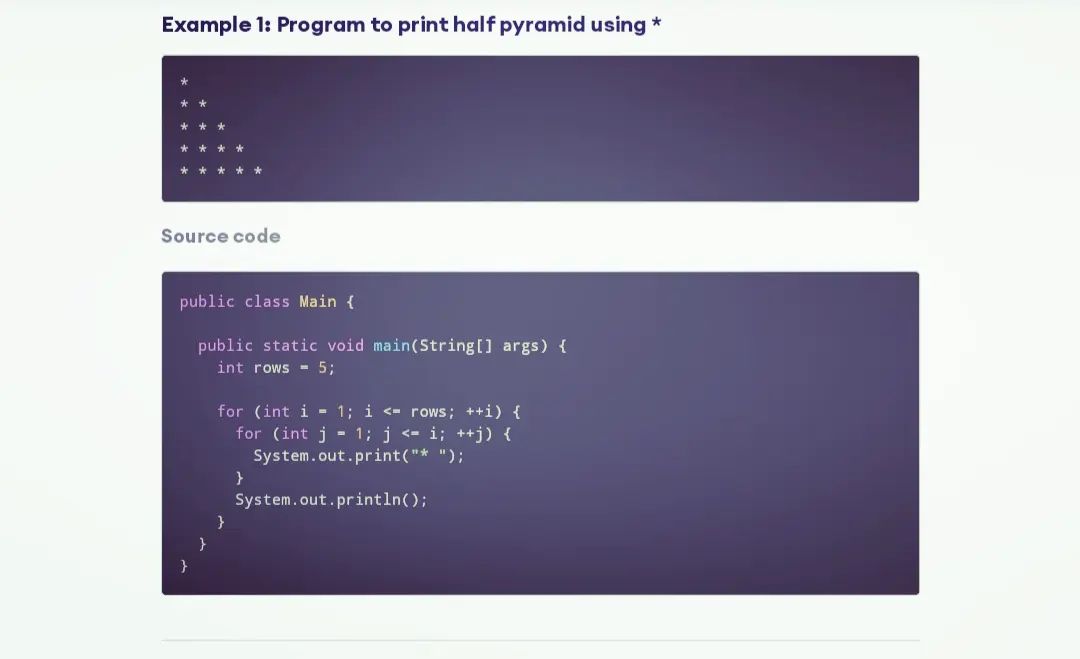 Example 1: Program to print half pyramid using *
*
* *
* * *
* * * *
* * * * *
Source code
public class Main {
  public static void main(String[] args) {
    int rows = 5;
    for (int i = 1; i <= rows; ++i) {
      for (int j = 1; j <= i; ++j) {
        System.out.print("* ");
      }
      System.out.println();
    }
  }
}